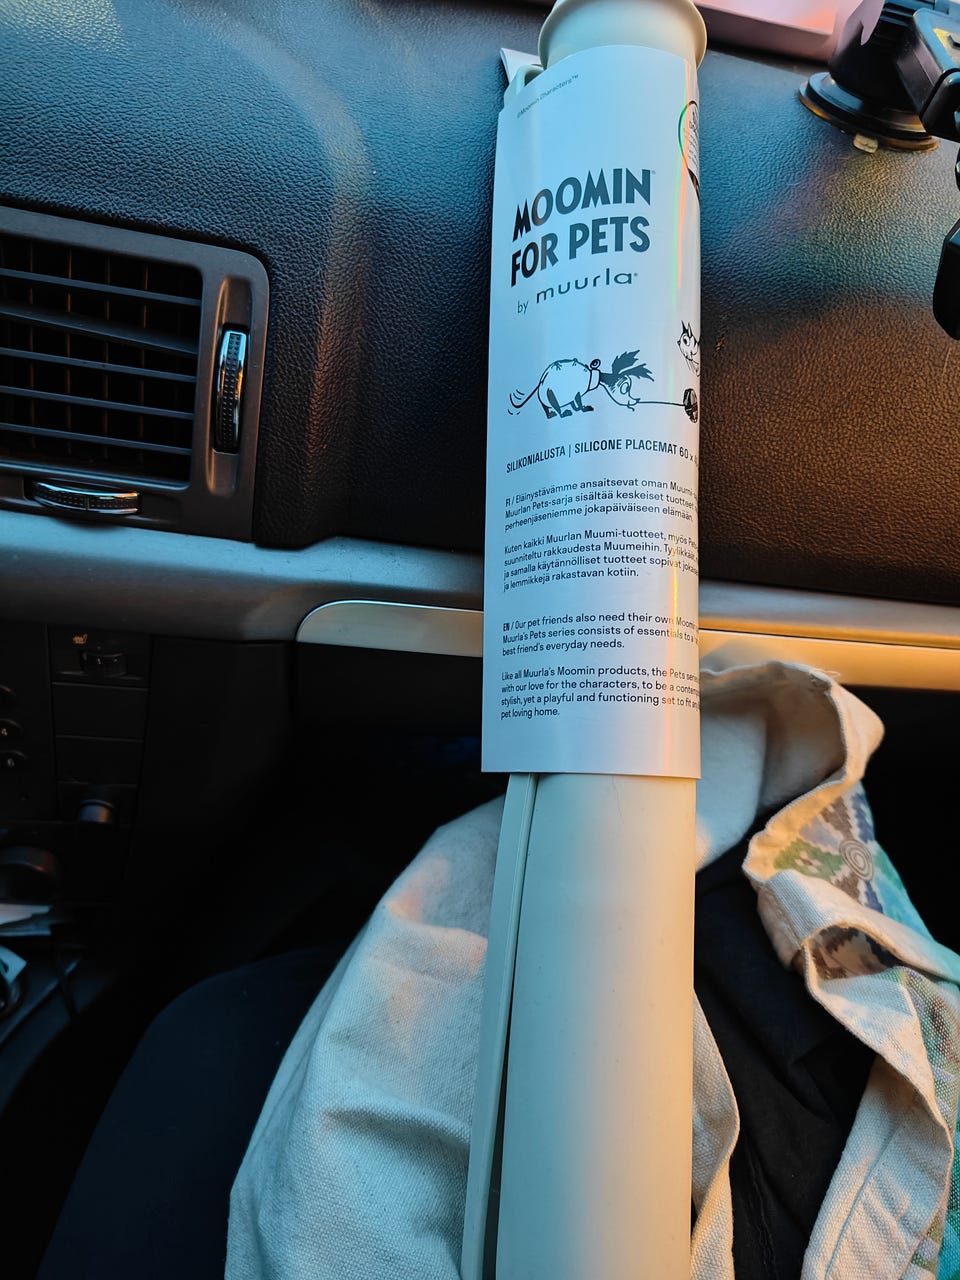 ©Moomin Characters™
MOOMIN
FOR PETS
by muurla®
SILIKONIALUSTA | SILICONE PLACEMAT 60 x
FI / Eläinystävämme ansaitsevat oman
Muurlan Pets-sarja sisältää keskeiset tuotteet
perheenjäseniemme jokapäiväiseen elämään.
Kuten kaikki Muurlan Muumi-tuotteet, myös
suunniteltu rakkaudesta Muumeihin.
ja samalla käytännölliset tuotteet sopivat
ja lemmikkejä rakastavan kotiin.
EN / Our pet friends also need their own
Muurla's Pets series consists of essentials to
best friend's everyday needs.
Like all Muurla's Moomin products, the Pets
with our love for the characters, to be a
stylish, yet a playful and functioning set to fit
pet loving home.